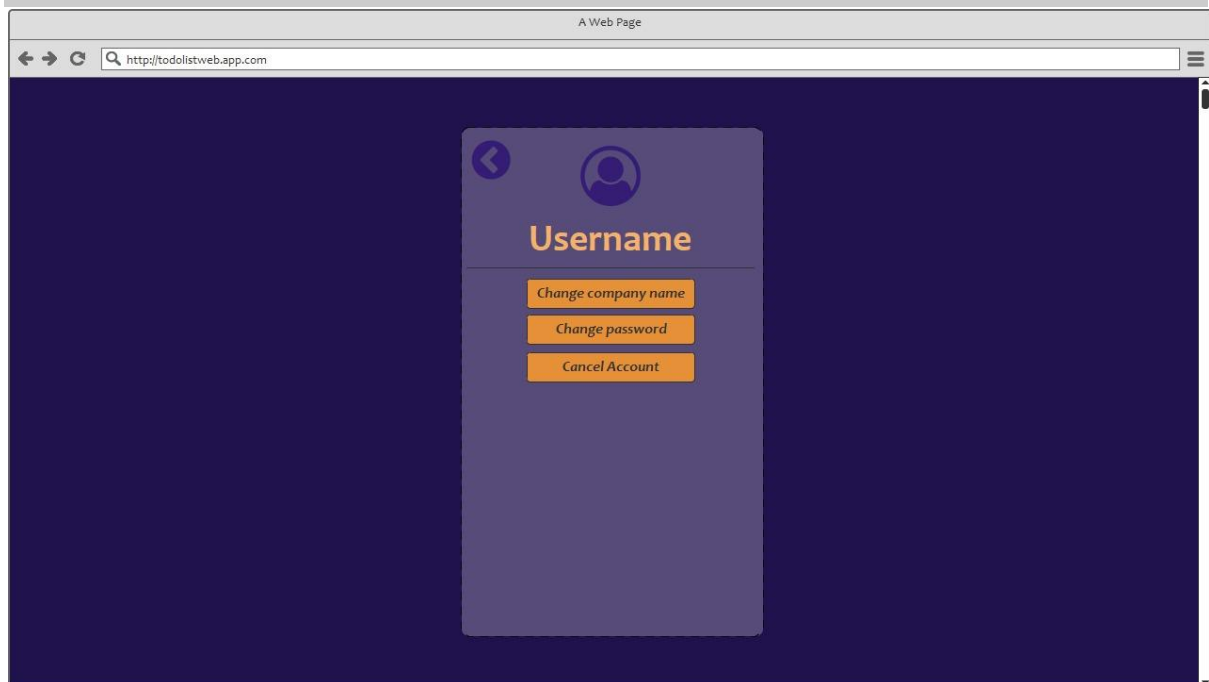 A Web Page
http://todolistweb.app.com
Username
Change company name
Change password
Cancel Account